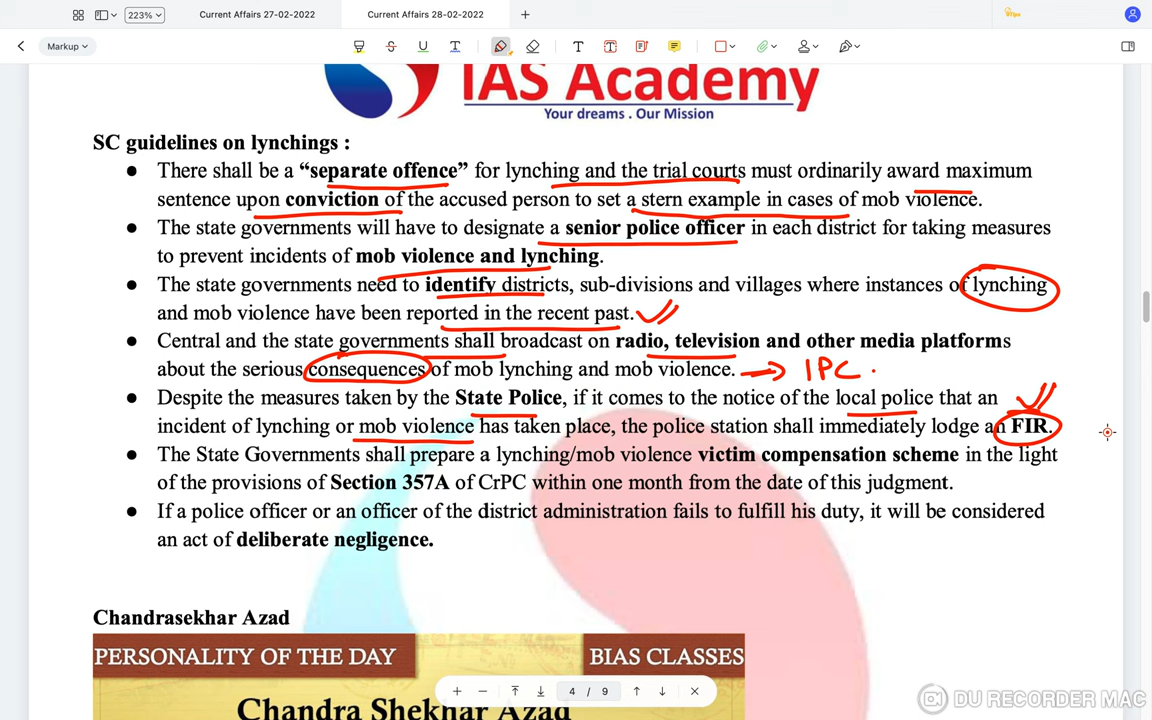 223%
Current Affairs 27-02-2022
Current Affairs 28-02-2022
Markup
IAS Academy
Your dreams . Our Mission
SC guidelines on lynchings :
● There shall be a “separate offence” for lynching and the trial courts must ordinarily award maximum
sentence upon conviction of the accused person to set a stern example in cases of mob violence.
● The state governments will have to designate a senior police officer in each district for taking measures
to prevent incidents of mob violence and lynching.
● The state governments need to identify districts, sub-divisions and villages where instances of lynching
and mob violence have been reported in the recent past.
● Central and the state governments shall broadcast on radio, television and other media platforms
about the serious consequences of mob lynching and mob violence. → IPC .
● Despite the measures taken by the State Police, if it comes to the notice of the local police that an
incident of lynching or mob violence has taken place, the police station shall immediately lodge an FIR.
● The State Governments shall prepare a lynching/mob violence victim compensation scheme in the light
of the provisions of Section 357A of CrPC within one month from the date of this judgment.
● If a police officer or an officer of the district administration fails to fulfill his duty, it will be considered
an act of deliberate negligence.
Chandrasekhar Azad
PERSONALITY OF THE DAY
BIAS CLASSES
4 / 9
Chandra Shekhar Azad
DU RECORDER MAC